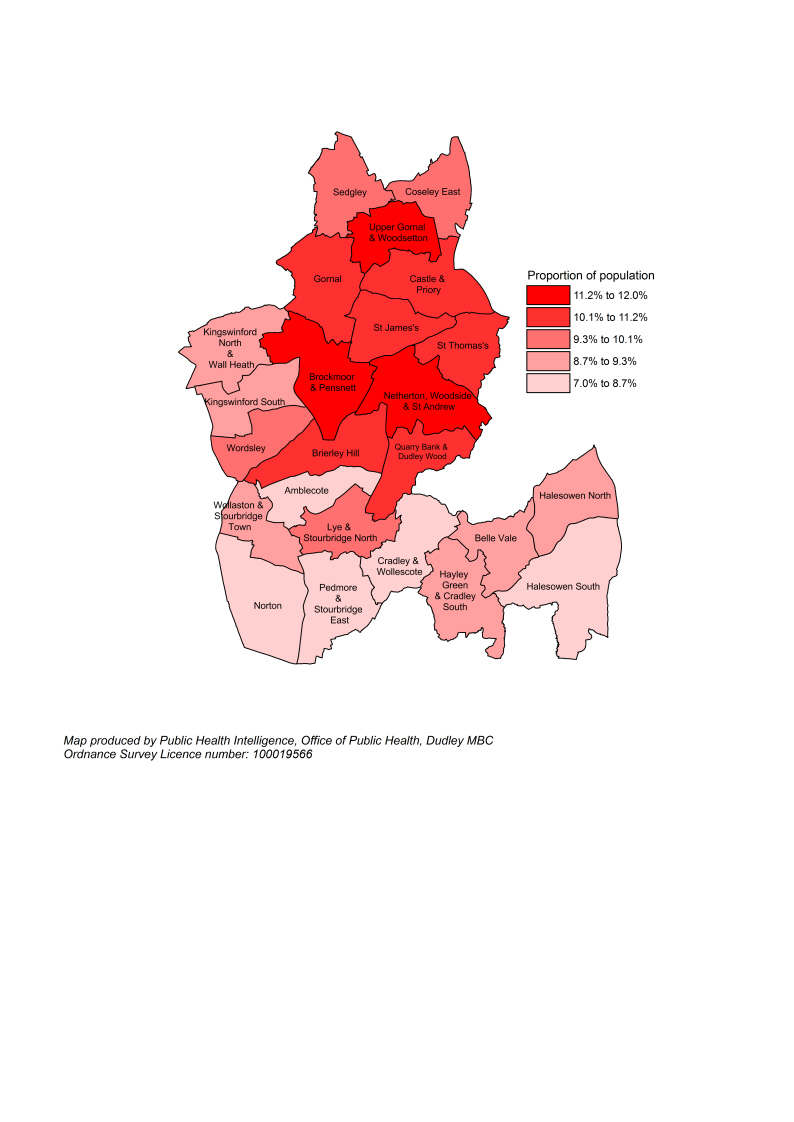 Sedgley
Coseley East
Upper Gornal
& Woodsetton
Gornal
Castle &
Priory
Proportion of population
11.2% to 12.0%
10.1% to 11.2%
9.3% to 10.1%
8.7% to 9.3%
7.0% to 8.7%
St James's
St Thomas's
Kingswinford
North
&
Wall Heath
Brockmoor
& Pensnett
Kingswinford South
Netherton, Woodside
& St Andrew
Wordsley
Brierley Hill
Quarry Bank &
Dudley Wood
Amblecote
Wollaston &
Stourbridge
Town
Lye &
Stourbridge North
Halesowen North
Belle Vale
Cradley &
Wollescote
Hayley
Green
& Cradley
South
Halesowen South
Norton
Pedmore
&
Stourbridge
East
Map produced by Public Health Intelligence, Office of Public Health, Dudley MBC
Ordnance Survey Licence number: 100019566